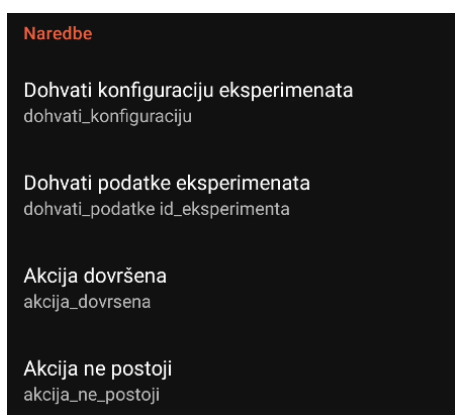 Naredbe
Dohvati konfiguraciju eksperimenata
dohvati_konfiguraciju
Dohvati podatke eksperimenata
dohvati_podatke id_eksperimenta
Akcija dovršena
akcija_dovrsena
Akcija ne postoji
akcija_ne_postoji